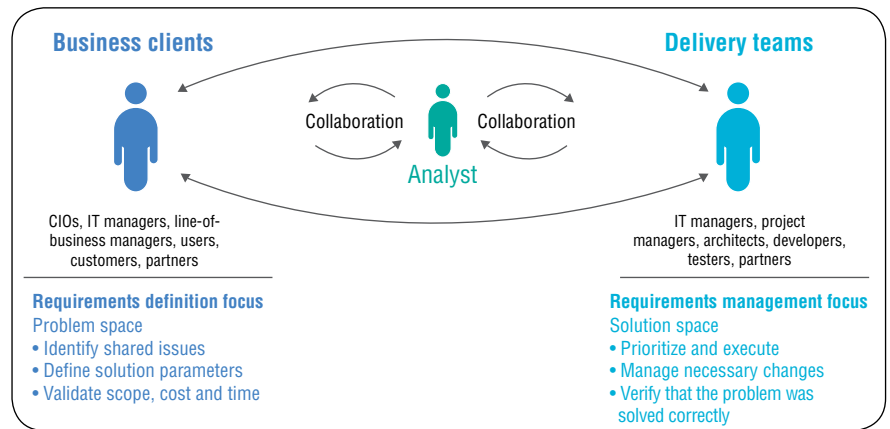 Business clients
Delivery teams
Collaboration
Collaboration
Analyst
CIOs, IT managers, line-of-
business managers, users,
customers, partners
IT managers, project
managers, architects, developers,
testers, partners
Requirements definition focus
Problem space
• Identify shared issues
• Define solution parameters
• Validate scope, cost and time
Requirements management focus
Solution space
• Prioritize and execute
• Manage necessary changes
• Verify that the problem was
solved correctly